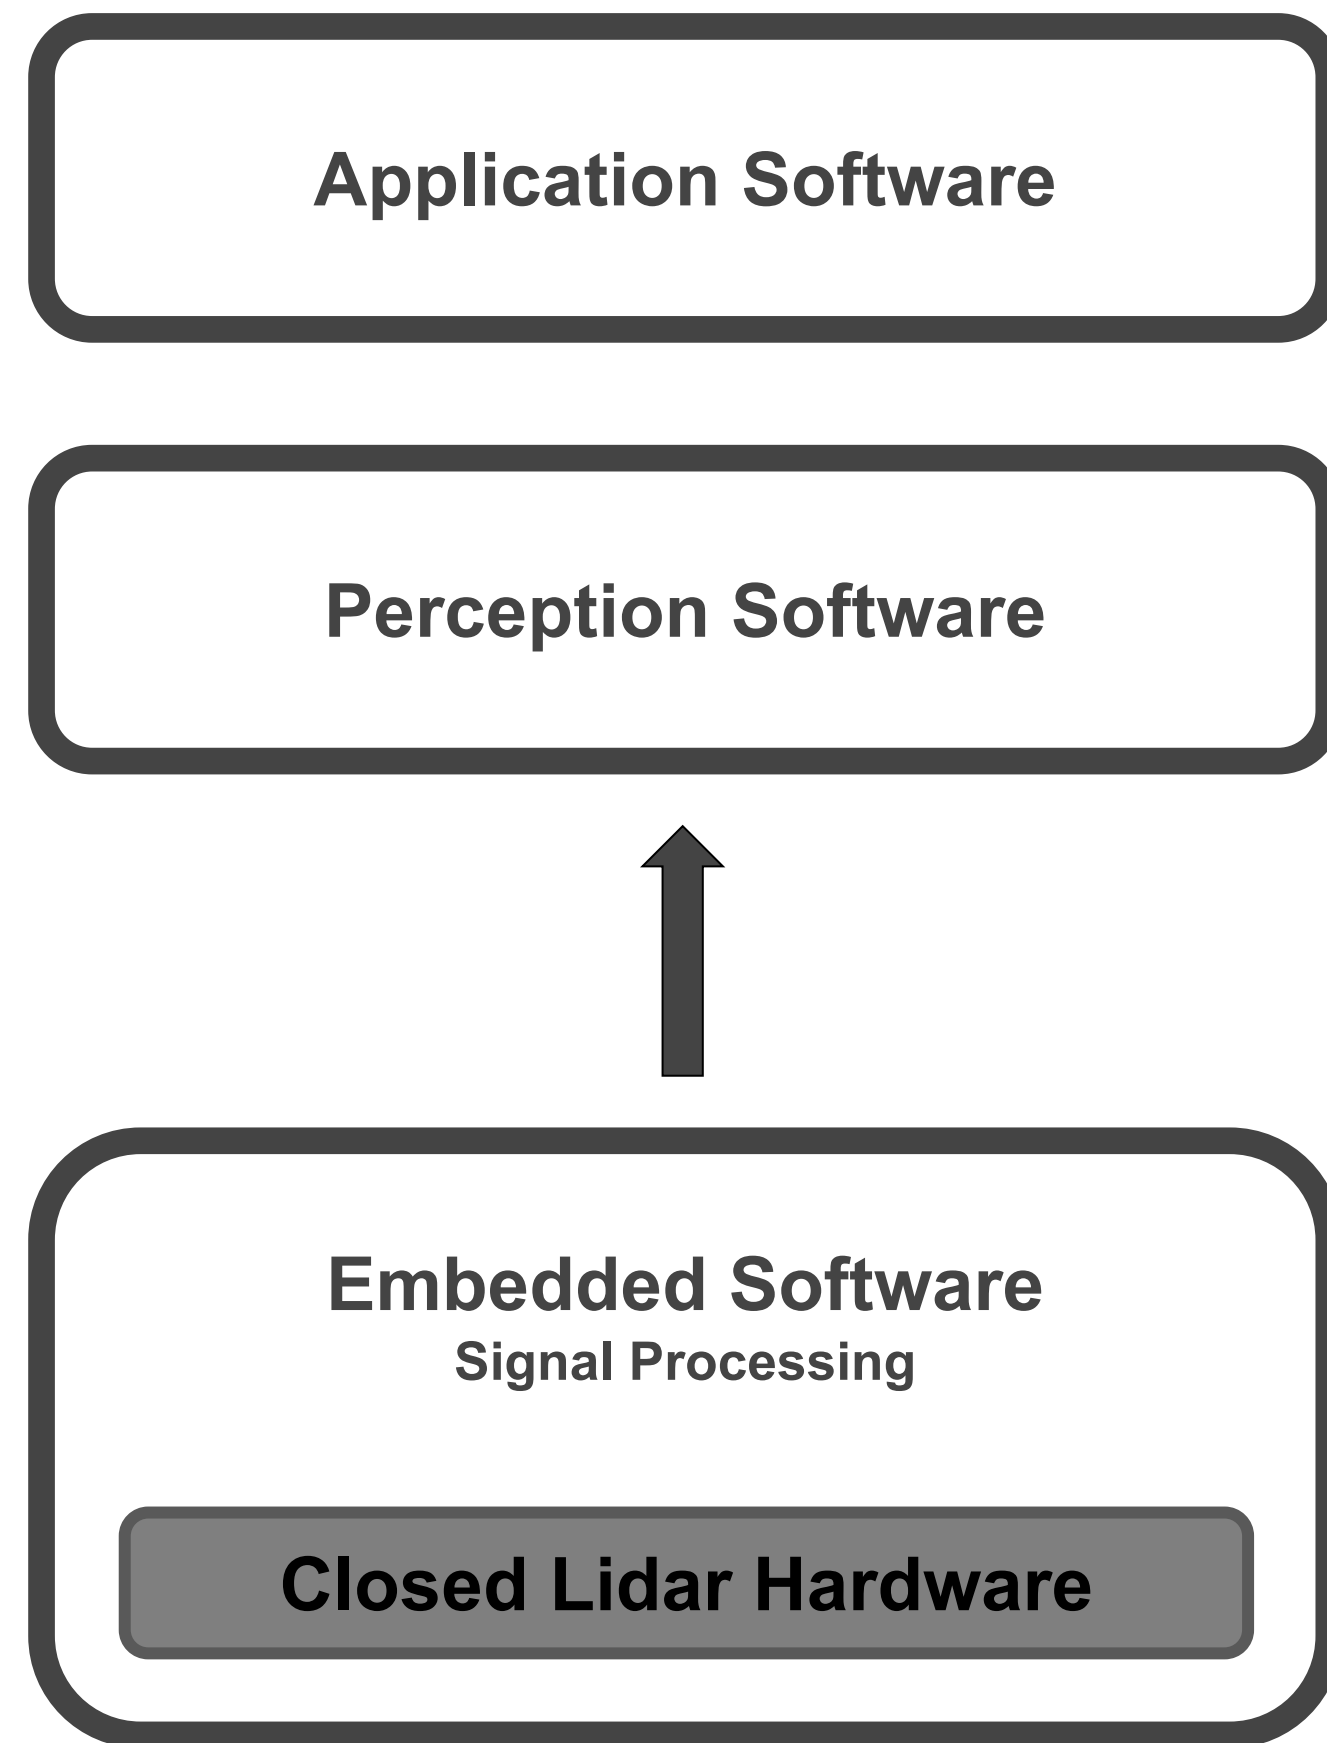 Application Software
Perception Software
Embedded Software
Signal Processing
Closed Lidar Hardware